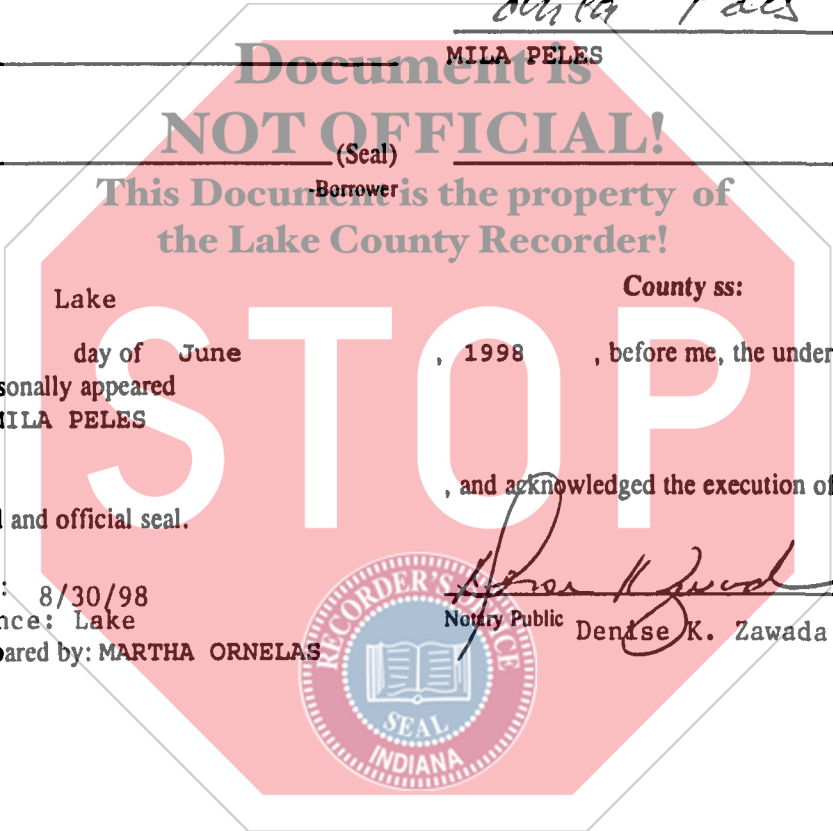 Mila Peles
MILA PELES
Document is
NOT OFFICIAL!
(Seal)
-Borrower
This Document is the property of
the Lake County Recorder!
Lake County ss:
day of June , 1998 , before me, the under
sonally appeared
MILA PELES
STOP
, and acknowledged the execution of
and official seal.
: 8/30/98
nce: Lake
Notary Public Denise K. Zawada
pared by: MARTHA ORNELAS
RECORDER'S OFFICE
SEAL
INDIANA